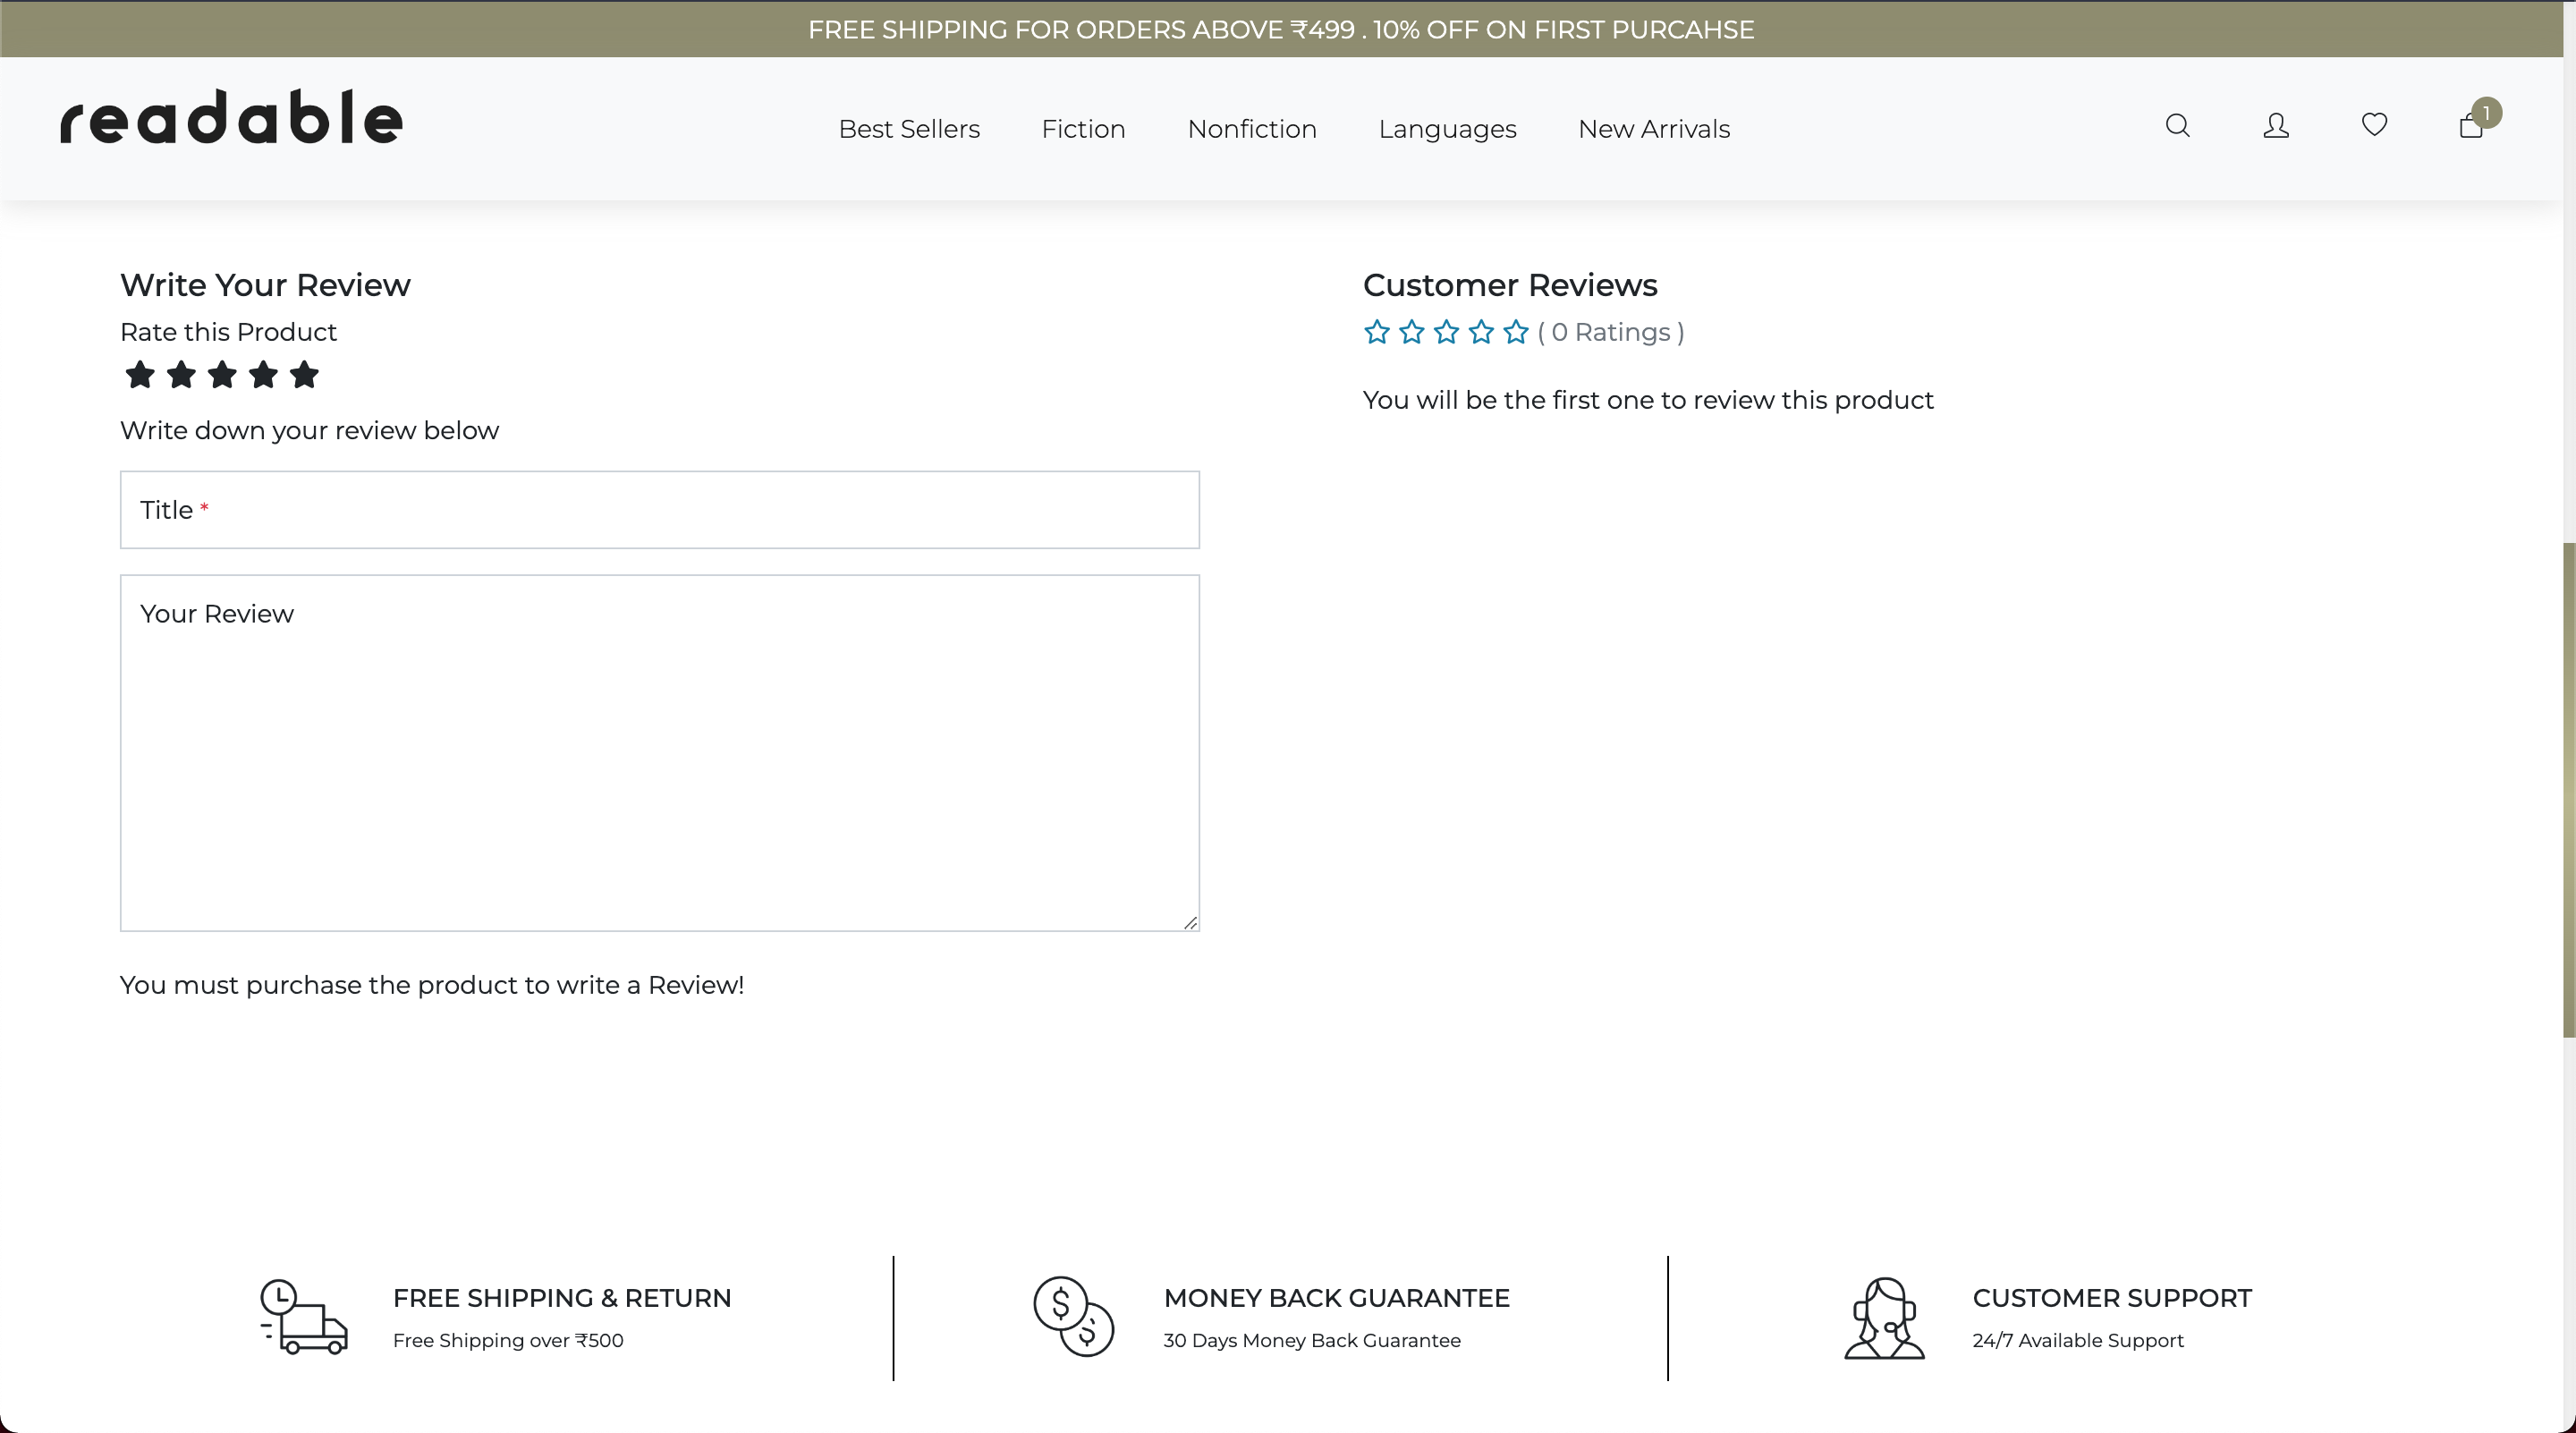 FREE SHIPPING FOR ORDERS ABOVE ₹499 . 10% OFF ON FIRST PURCAHSE
readable
Best Sellers
Fiction
Nonfiction
Languages
New Arrivals
1
Write Your Review
Rate this Product
Write down your review below
Title *
Your Review
You must purchase the product to write a Review!
Customer Reviews
( 0 Ratings )
You will be the first one to review this product
FREE SHIPPING & RETURN
Free Shipping over ₹500
$ $
MONEY BACK GUARANTEE
30 Days Money Back Guarantee
CUSTOMER SUPPORT
24/7 Available Support